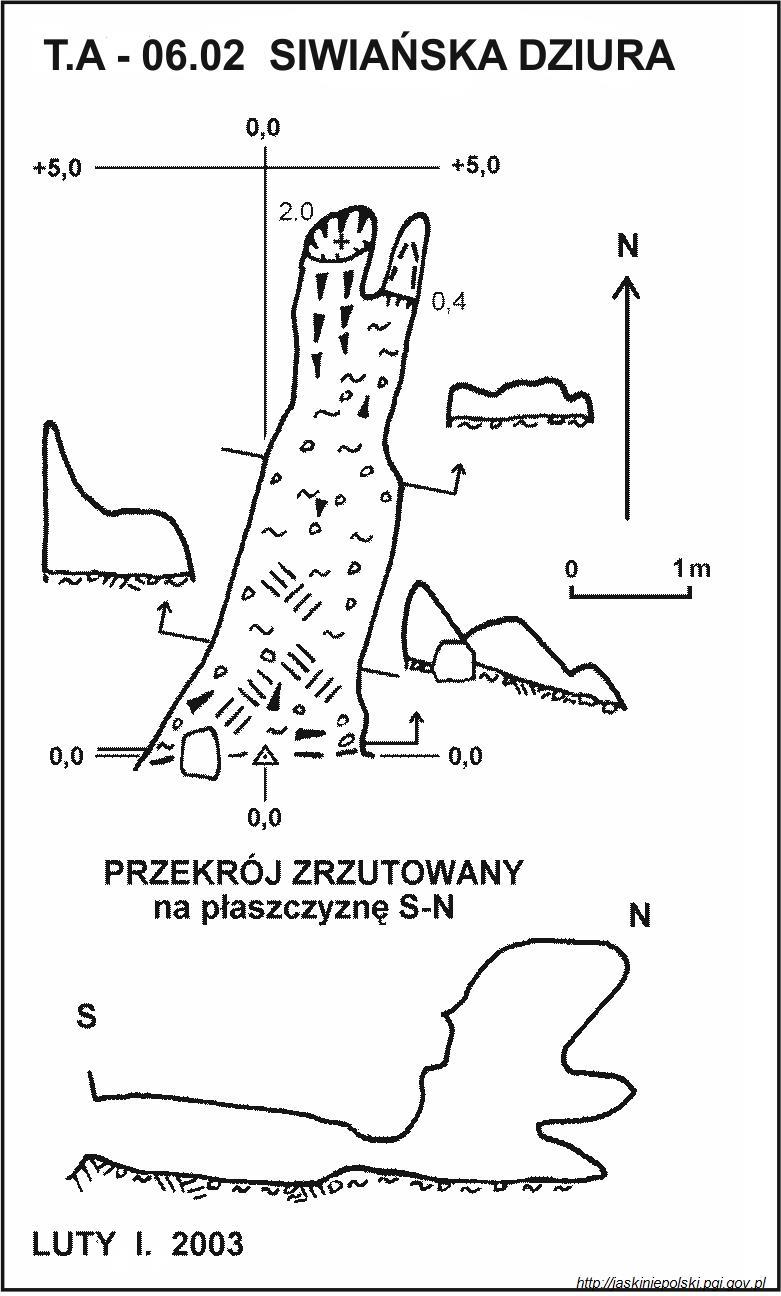 T.A - 06.02 SIWIAŃSKA DZIURA
0,0
+5,0
+5,0
2.0
N
0,4
0 1 m
0,0
0,0
0,0
PRZEKRÓJ ZRZUTOWANY
na płaszczyznę S-N
N
S
LUTY I. 2003
http://jaskiniepolski.pgi.gov.pl